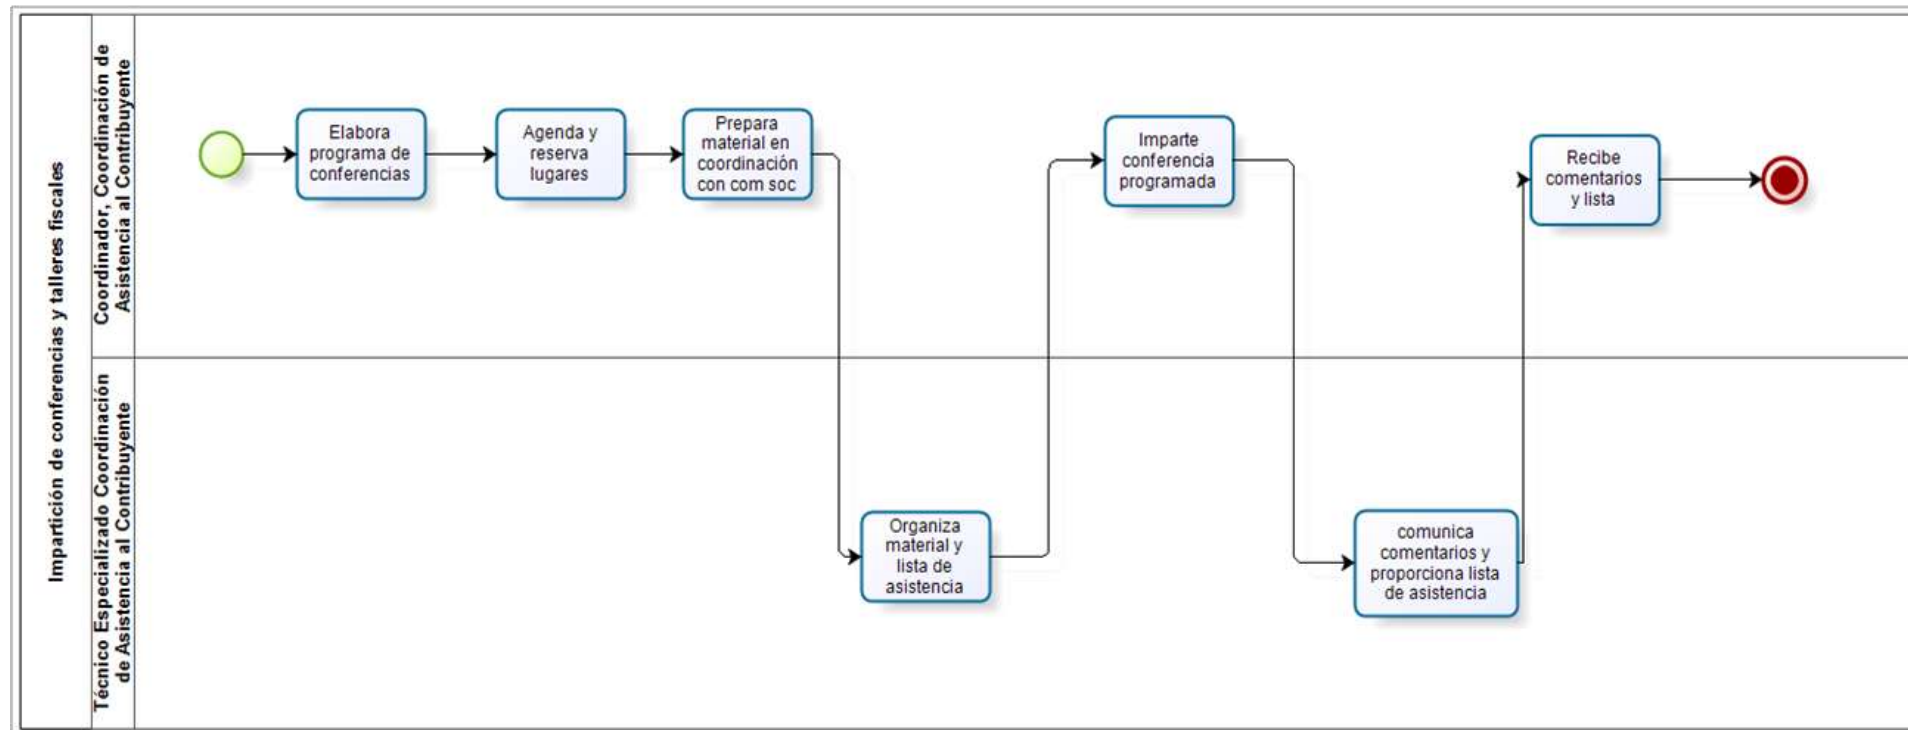 Impartición de conferencias y talleres fiscales
Coordinador, Coordinación de
Asistencia al Contribuyente
Elabora
programa de
conferencias
Agenda y
reserva
lugares
Prepara
material en
coordinación
con com soc
Imparte
conferencia
programada
Recibe
comentarios
y lista
Técnico Especializado Coordinación
de Asistencia al Contribuyente
Organiza
material y
lista de
asistencia
comunica
comentarios y
proporciona lista
de asistencia